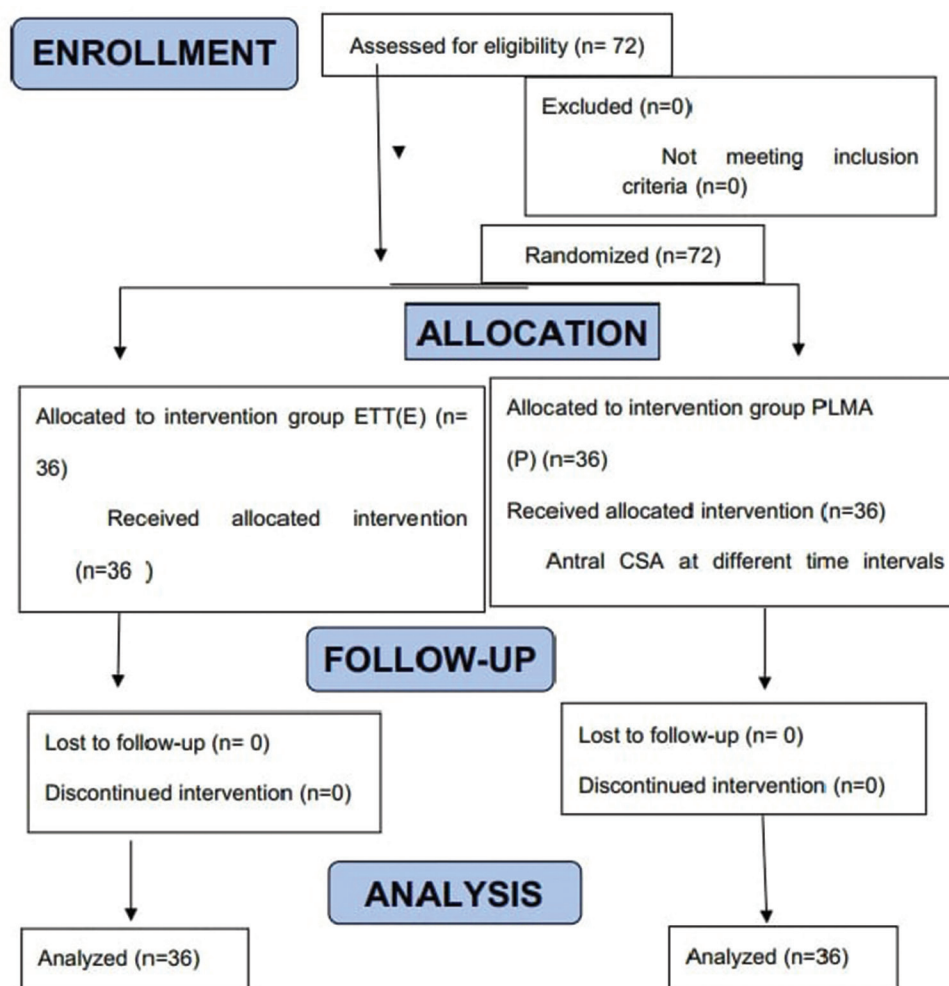 ENROLLMENT
Assessed for eligibility (n= 72)
Excluded (n=0)
Not meeting inclusion
criteria (n=0)
Randomized (n=72)
ALLOCATION
Allocated to intervention group ETT(E) (n=
36)
Received allocated intervention
(n=36 )
Allocated to intervention group PLMA
(P) (n=36)
Received allocated intervention (n=36)
Antral CSA at different time intervals
FOLLOW-UP
Lost to follow-up (n= 0)
Discontinued intervention (n=0)
Lost to follow-up (n= 0)
Discontinued intervention (n=0)
ANALYSIS
Analyzed (n=36)
Analyzed (n=36)